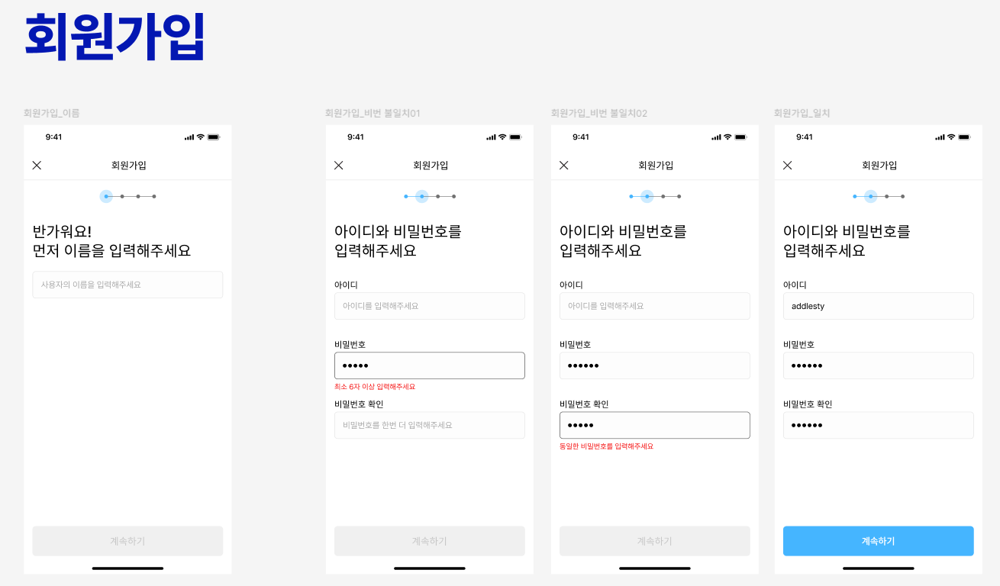 회원가입
회원가입_이름
9:41
회원가입
반가워요!
먼저 이름을 입력해주세요
사용자의 이름을 입력해주세요
계속하기
회원가입_비번 불일치01
9:41
회원가입
아이디와 비밀번호를
입력해주세요
아이디
아이디를 입력해주세요
비밀번호
●●●●●
최소 6자 이상 입력해주세요
비밀번호 확인
비밀번호를 한번 더 입력해주세요
계속하기
회원가입_비번 불일치02
9:41
회원가입
아이디와 비밀번호를
입력해주세요
아이디
아이디를 입력해주세요
비밀번호
●●●●●●
비밀번호 확인
●●●●●
동일한 비밀번호를 입력해주세요
계속하기
회원가입_일치
9:41
회원가입
아이디와 비밀번호를
입력해주세요
아이디
addlesty
비밀번호
●●●●●●
비밀번호 확인
●●●●●●
계속하기